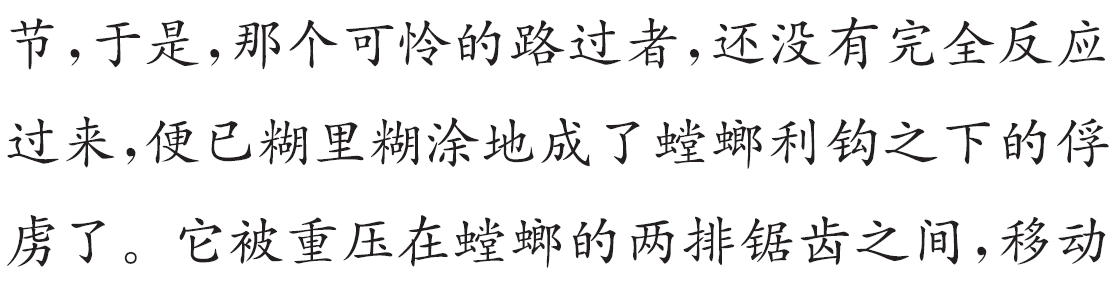 节,于是,那个可怜的路过者,还没有完全反应
过来,便已糊里糊涂地成了螳螂利钩之下的俘
虏了。它被重压在螳螂的两排锯齿之间,移动